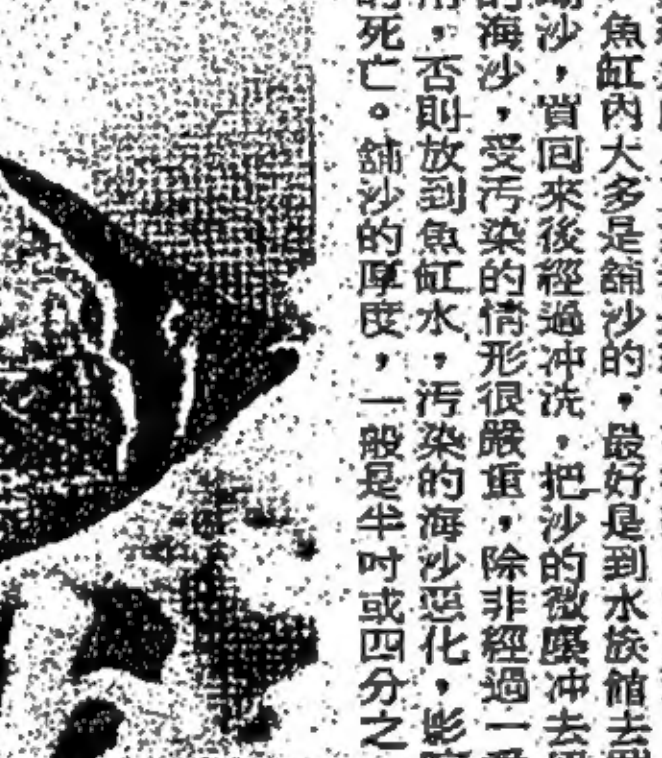 魚缸內大多是舖沙的，最好是到水族館去買
沙，買回來後經過沖洗，把沙的微塵沖去
的海沙，受污染的情形很嚴重，除非經過一
，否則放到魚缸水，污染的海沙惡化，影
的死亡。舖沙的厚度，一般是半吋或四分之